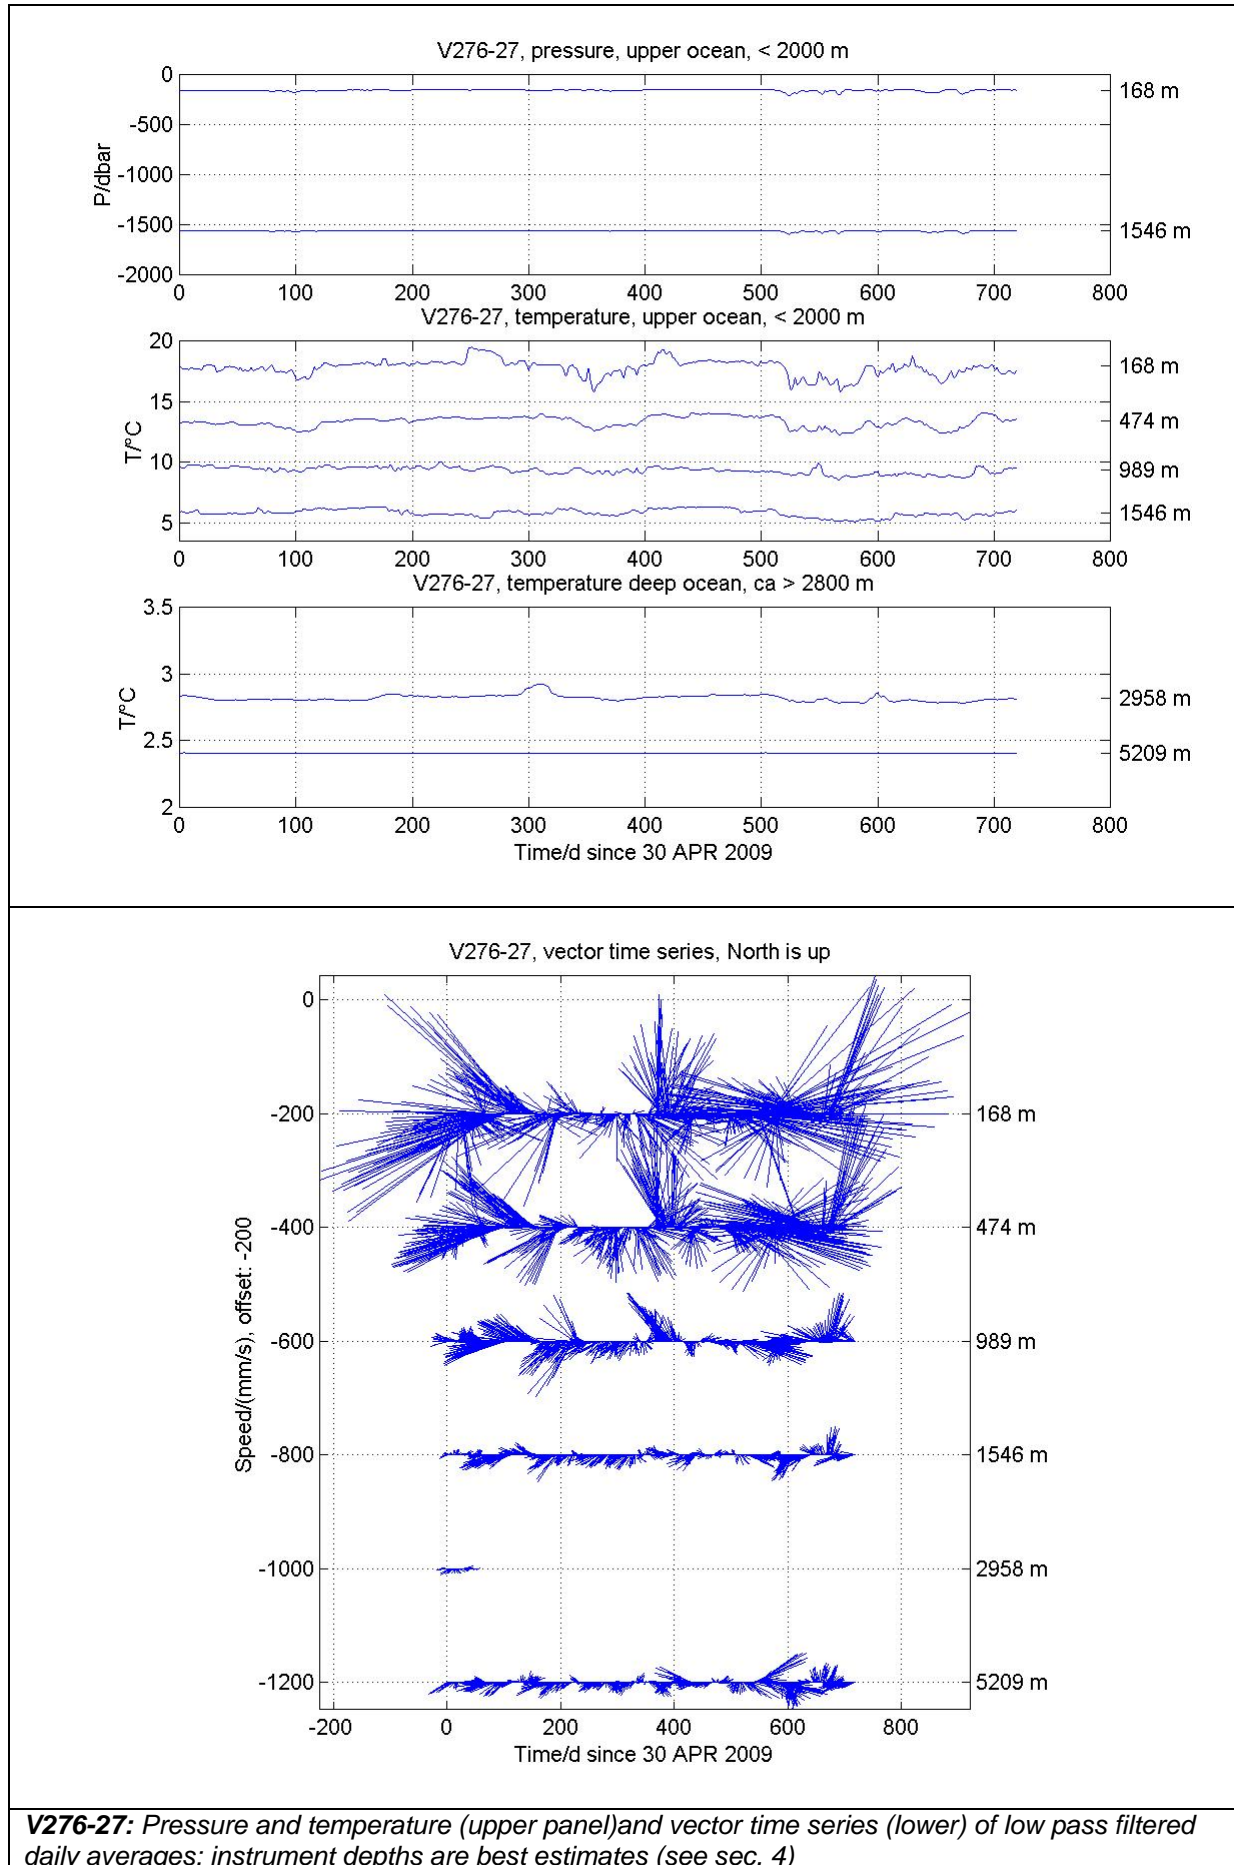 V276-27, pressure, upper ocean, < 2000 m
0
-500
-1000
-1500
-2000
P/dbar
168 m
1546 m
0 100 200 300 400 500 600 700 800
V276-27, temperature, upper ocean, < 2000 m
20
15
10
5
T/°C
168 m
474 m
989 m
1546 m
0 100 200 300 400 500 600 700 800
V276-27, temperature deep ocean, ca > 2800 m
3.5
3
2.5
2
T/°C
2958 m
5209 m
0 100 200 300 400 500 600 700 800
Time/d since 30 APR 2009
V276-27, vector time series, North is up
0
-200
-400
-600
-800
-1000
-1200
Speed/(mm/s), offset: -200
168 m
474 m
989 m
1546 m
2958 m
5209 m
-200 0 200 400 600 800
Time/d since 30 APR 2009
V276-27: Pressure and temperature (upper panel)and vector time series (lower) of low pass filtered
daily averages; instrument depths are best estimates (see sec. 4)